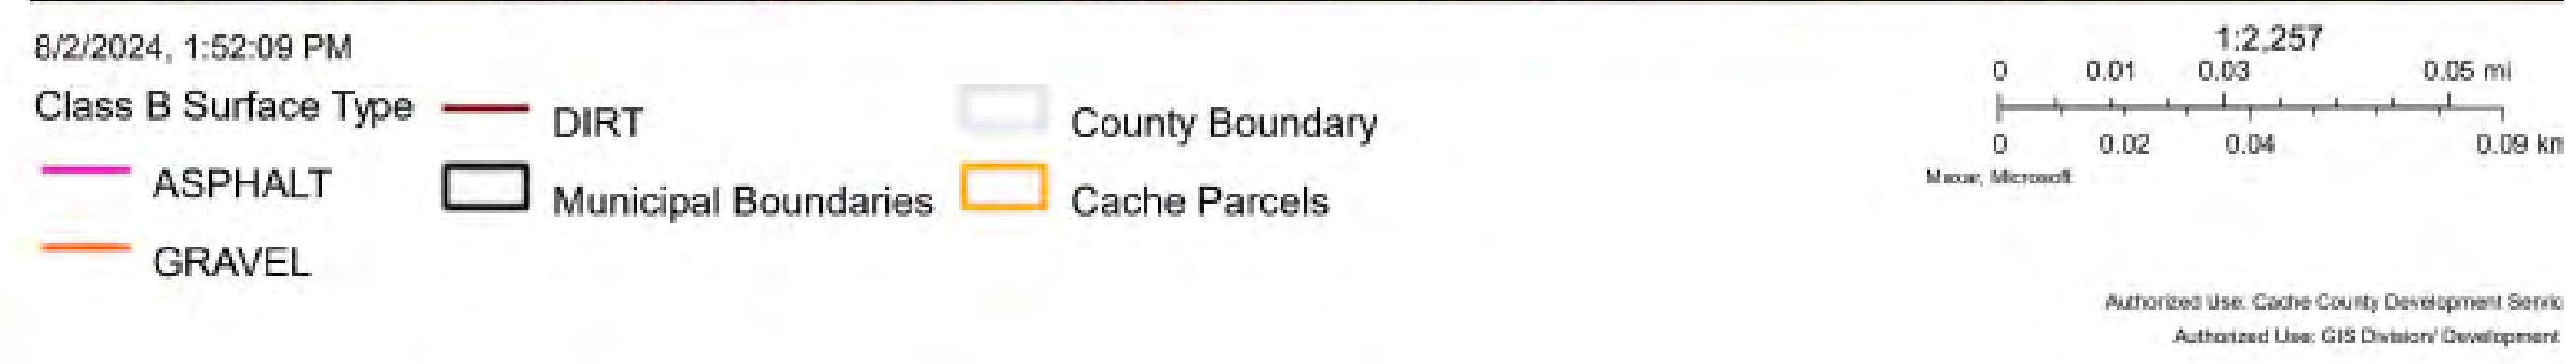 8/2/2024, 1:52:09 PM
Class B Surface Type
ASPHALT
GRAVEL
DIRT
Municipal Boundaries
County Boundary
Cache Parcels
1:2,257
0 0.01 0.03 0.05 mi
0 0.02 0.04 0.09 km
Maxar, Microsoft
Authorized Use: Cache County Development Servic
Authorized Use: GIS Division/ Development